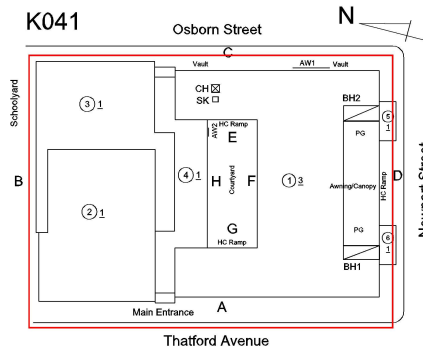 K041
Osborn Street
N
C
Vault
AW1
Vault
Schoolyard
3 1
CH
SK
BH2
HC Ramp
AW2
E
5
1
PG
B
4 1
H
Courtyard
F
1 3
Awning/Canopy
HC Ramp
D
Newport Street
2 1
G
HC Ramp
PG
6
1
BH1
A
Main Entrance
Thatford Avenue